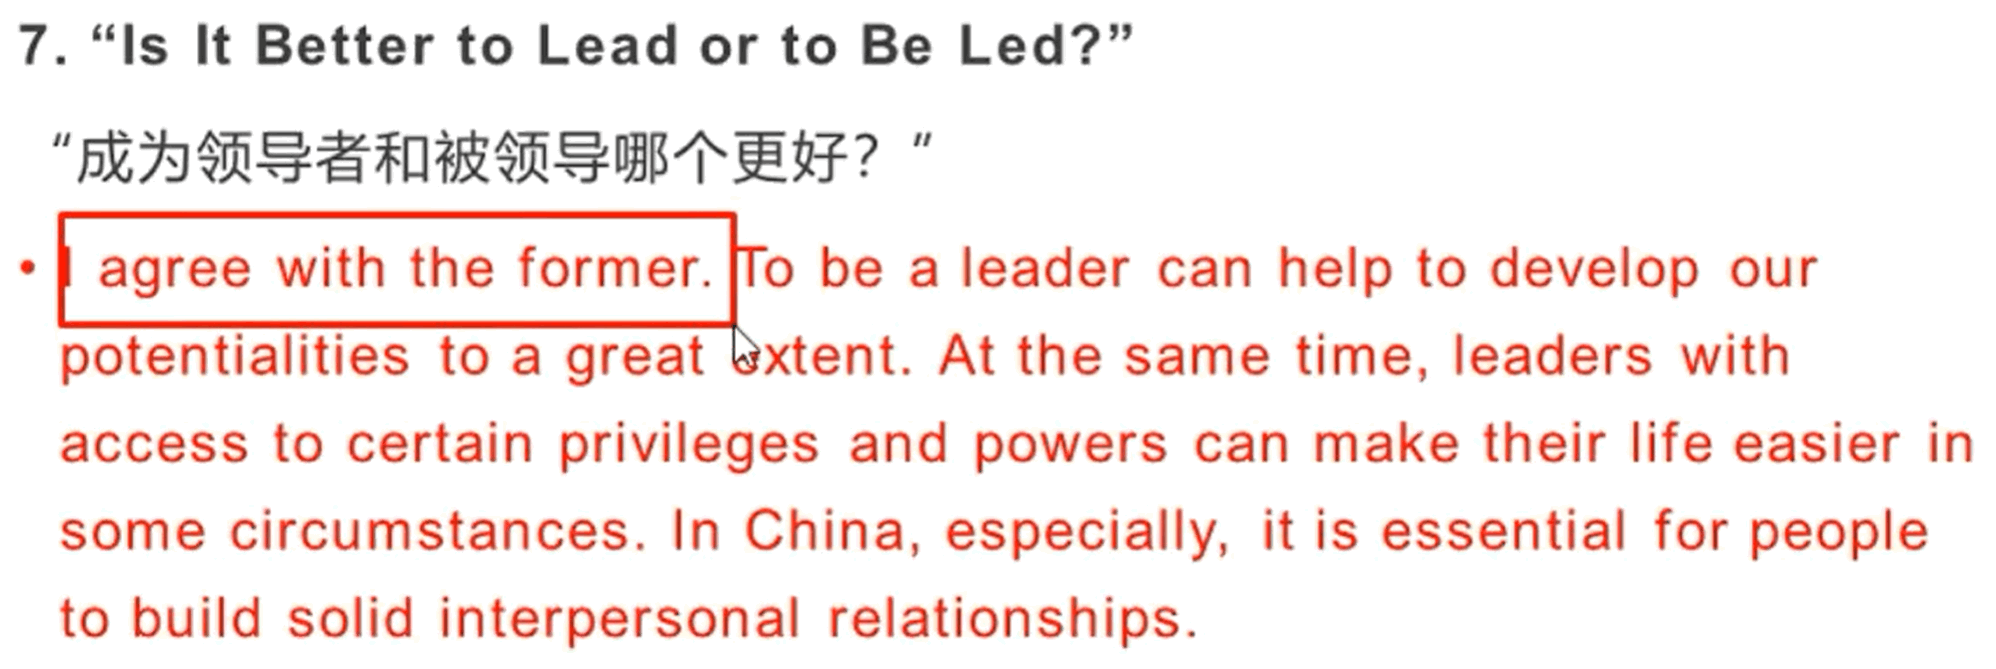 7. “Is It Better to Lead or to Be Led?”
“成为领导者和被领导哪个更好？”
• I agree with the former. To be a leader can help to develop our
potentialities to a great extent. At the same time, leaders with
access to certain privileges and powers can make their life easier in
some circumstances. In China, especially, it is essential for people
to build solid interpersonal relationships.